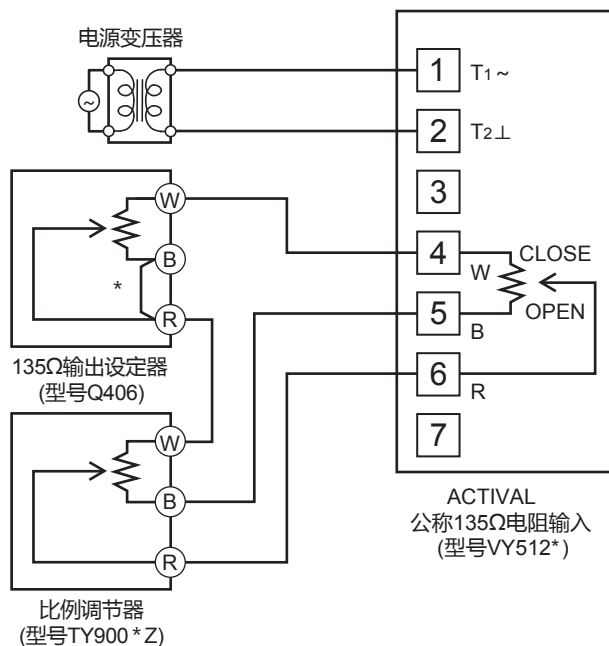 电源变压器
~
1 T1~
2 T2⊥
3
4 W CLOSE
5 B OPEN
6 R
7
W
B
*
R
135Ω输出设定器
(型号Q406)
W
B
R
比例调节器
(型号TY900*Z)
ACTIVAL
公称135Ω电阻输入
(型号VY512*)